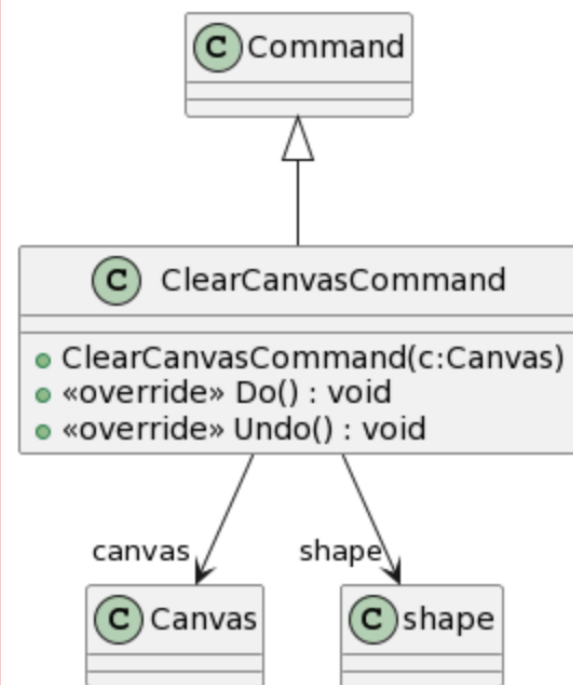 C Command
C ClearCanvasCommand
ClearCanvasCommand(c:Canvas)
«override» Do() : void
«override» Undo() : void
canvas shape
C Canvas C shape